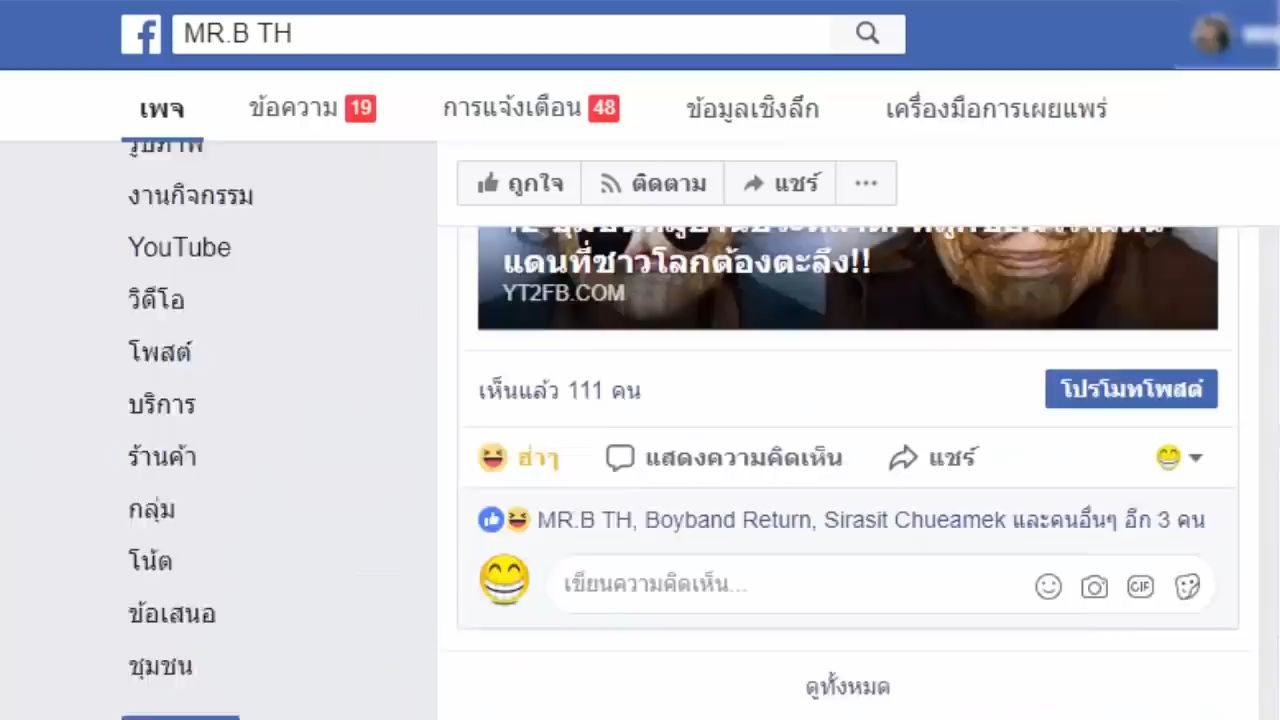 MR.B TH
เพจ
ข้อความ 19
การแจ้งเตือน 48
ข้อมูลเชิงลึก
เครื่องมือการเผยแพร่
รูปภาพ
งานกิจกรรม
YouTube
วิดีโอ
โพสต์
บริการ
ร้านค้า
กลุ่ม
โน้ต
ข้อเสนอ
ชุมชน
ถูกใจ
ติดตาม
แชร์
แดนที่ชาวโลกต้องตะลึง!!
YT2FB.COM
เห็นแล้ว 111 คน
โปรโมทโพสต์
ฮ่าๆ
แสดงความคิดเห็น
แชร์
MR.B TH, Boyband Return, Sirasit Chueamek และคนอื่นๆ อีก 3 คน
เขียนความคิดเห็น...
GIF
ดูทั้งหมด